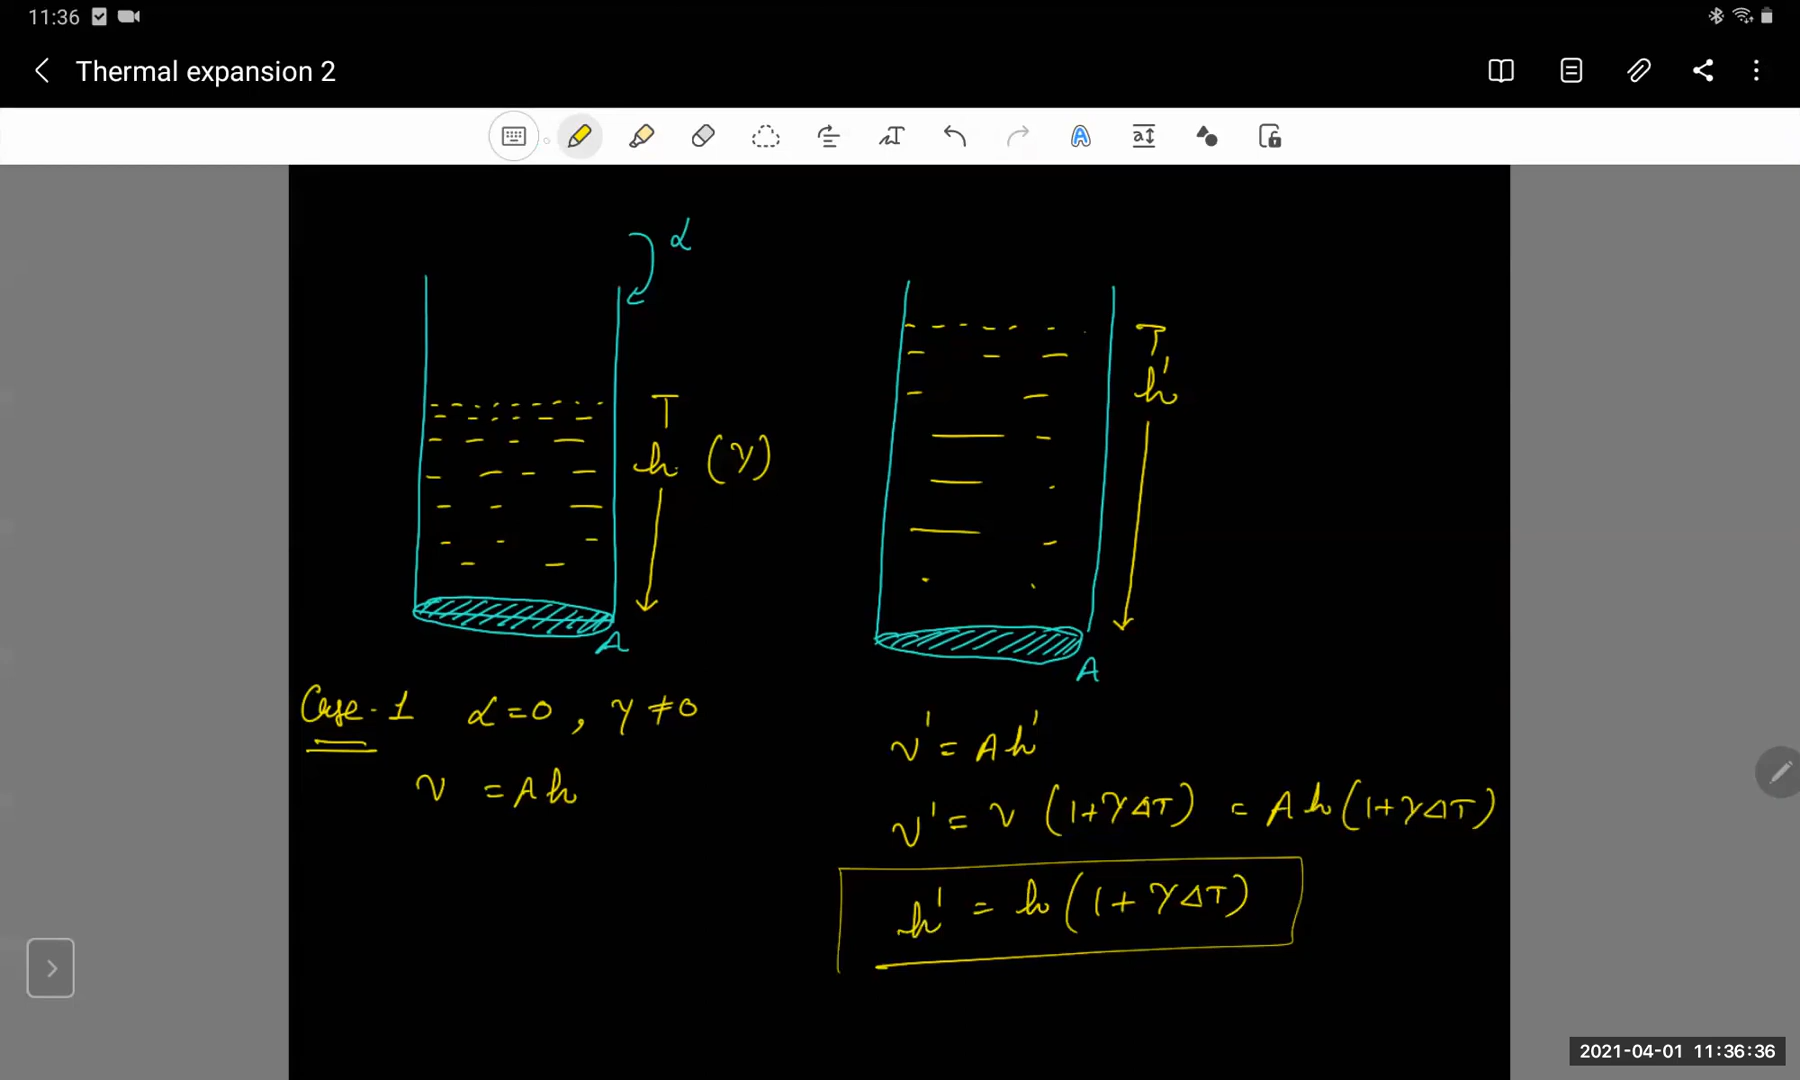 11:36
Thermal expansion 2
α
T
h (γ)
A
T
h'
A
Case-1 α=0, γ≠0
v = Ah
v' = Ah'
v' = v (1+γΔT) = Ah(1+γΔT)
h' = h(1+γΔT)
2021-04-01 11:36:36